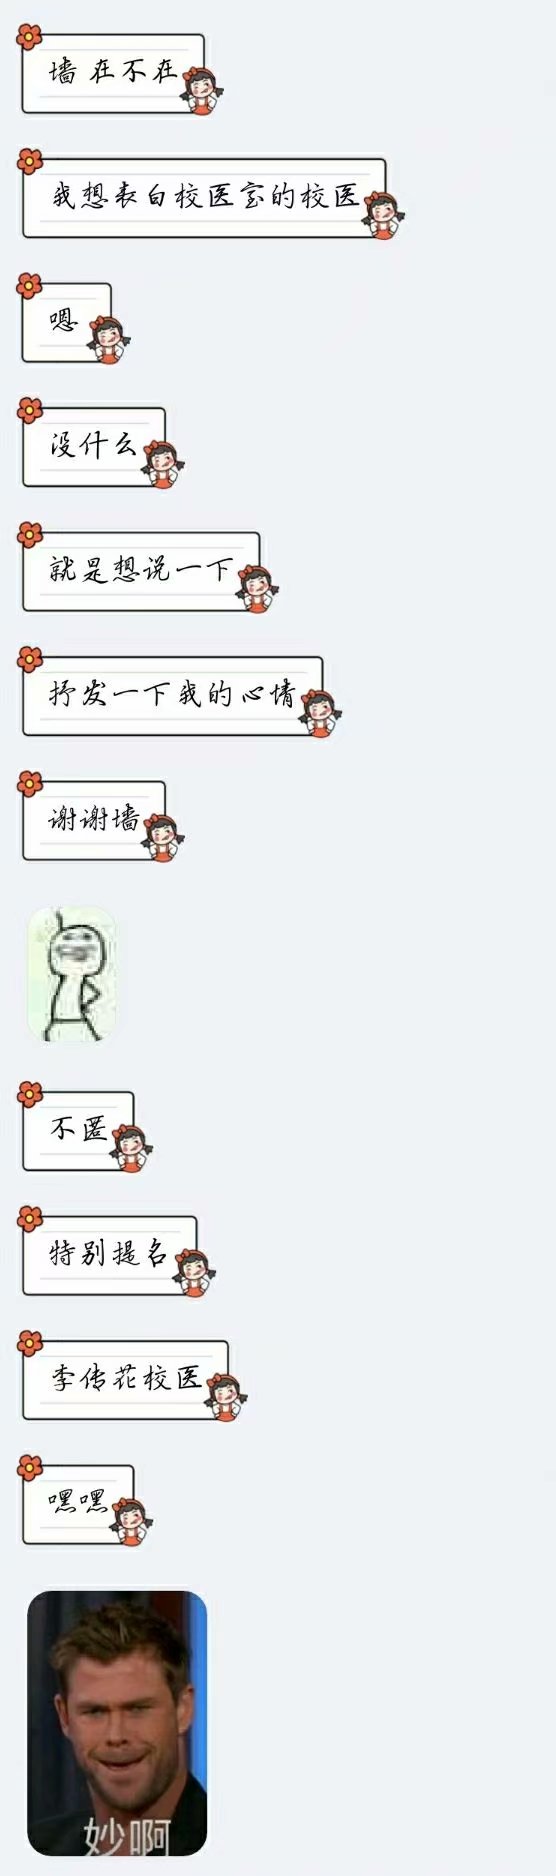 墙 在不在
我想表白校医室的校医
嗯
没什么
就是想说一下
抒发一下我的心情
谢谢墙
不匿
特别提名
李传花校医
嘿嘿
妙啊